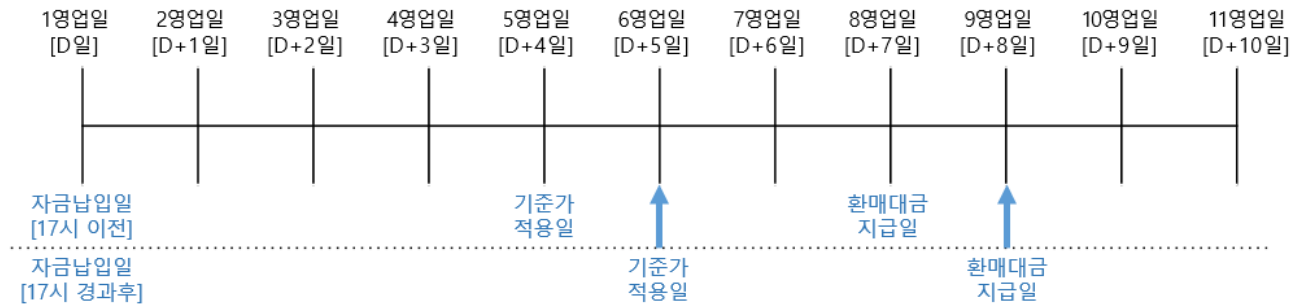 1영업일 2영업일 3영업일 4영업일 5영업일 6영업일 7영업일 8영업일 9영업일 10영업일 11영업일
[D일] [D+1일] [D+2일] [D+3일] [D+4일] [D+5일] [D+6일] [D+7일] [D+8일] [D+9일] [D+10일]
자금납입일 기준가 환매대금
[17시 이전] 적용일 지급일
자금납입일 기준가 환매대금
[17시 경과후] 적용일 지급일